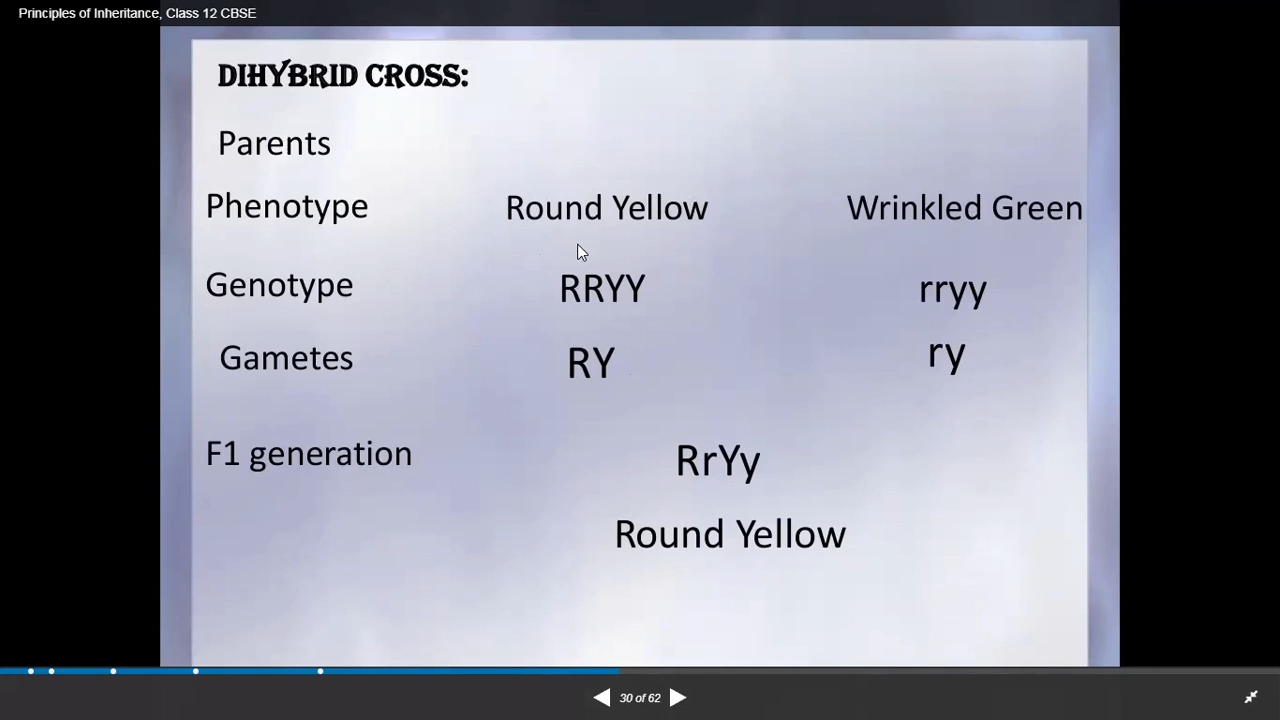 Principles of Inheritance, Class 12 CBSE
DIHYBRID CROSS:
Parents
Phenotype Round Yellow Wrinkled Green
Genotype RRYY rryy
Gametes RY ry
F1 generation RrYy
Round Yellow
30 of 62